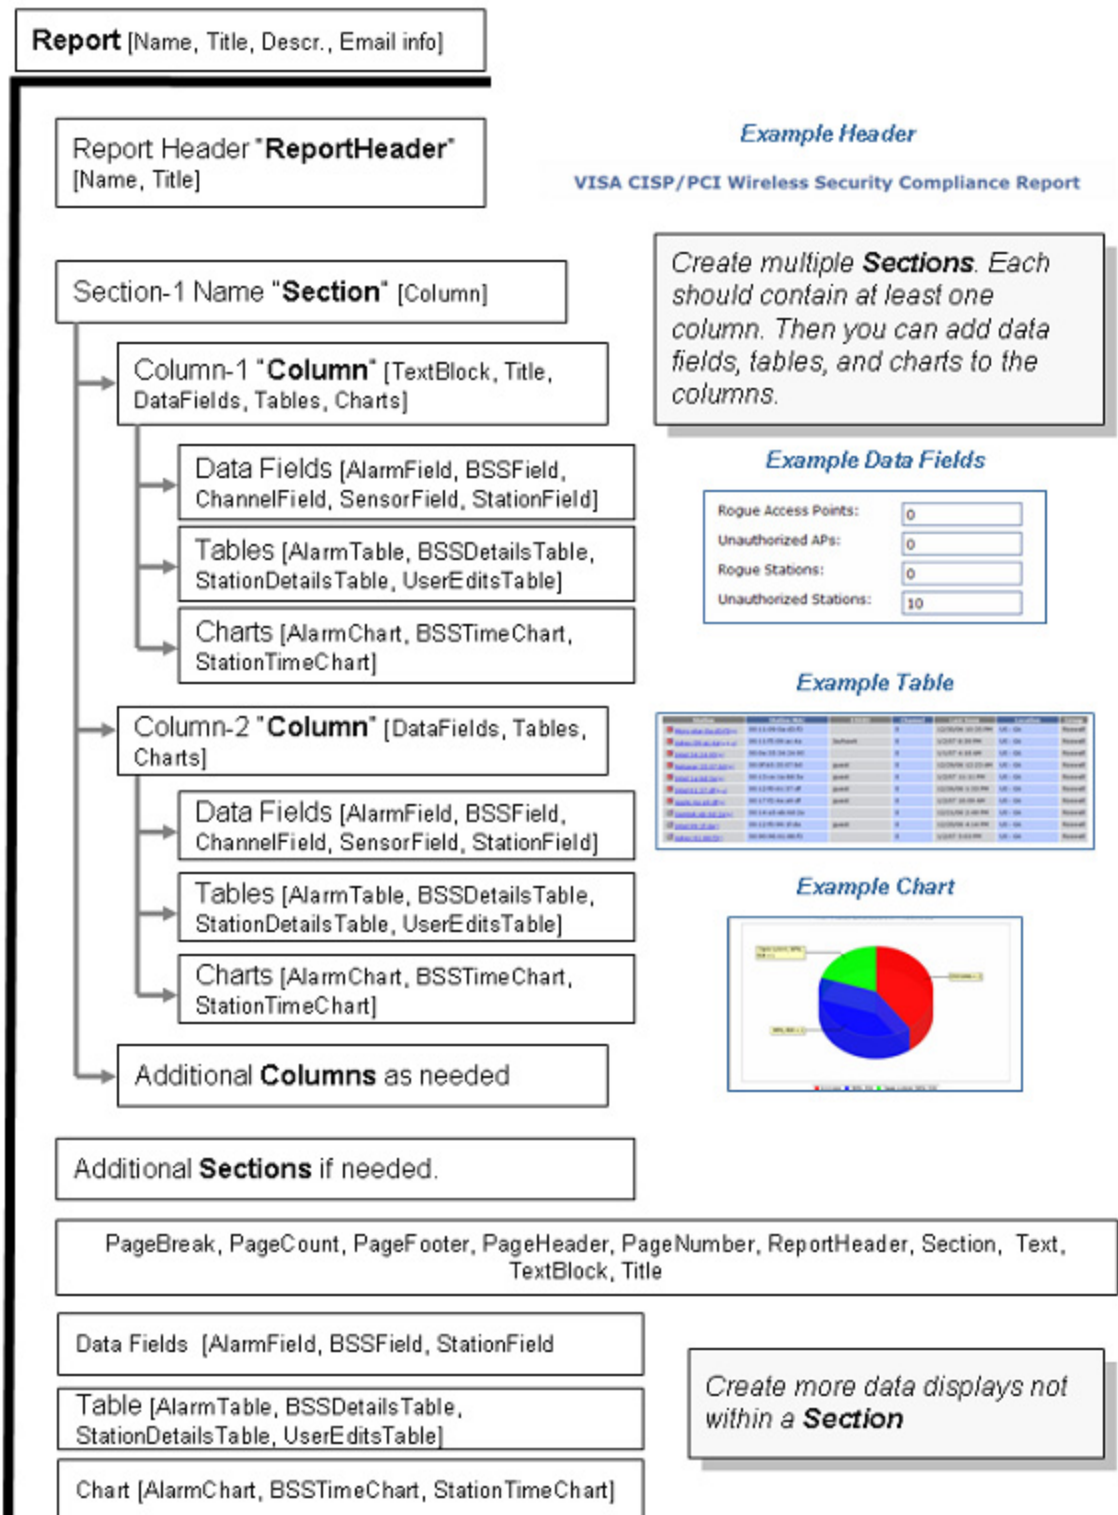 Report [Name, Title, Descr., Email info]
Report Header "ReportHeader"
[Name, Title]
Example Header
VISA CISP/PCI Wireless Security Compliance Report
Section-1 Name "Section" [Column]
Create multiple Sections. Each
should contain at least one
column. Then you can add data
fields, tables, and charts to the
columns.
Column-1 "Column" [TextBlock, Title,
DataFields, Tables, Charts]
Data Fields [AlarmField, BSSField,
ChannelField, SensorField, StationField]
Tables [AlarmTable, BSSDetailsTable,
StationDetailsTable, UserEditsTable]
Charts [AlarmChart, BSSTimeChart,
StationTimeChart]
Example Data Fields
Rogue Access Points: 0
Unauthorized APs: 0
Rogue Stations: 0
Unauthorized Stations: 10
Example Table
Column-2 "Column" [DataFields, Tables,
Charts]
Data Fields [AlarmField, BSSField,
ChannelField, SensorField, StationField]
Tables [AlarmTable, BSSDetailsTable,
StationDetailsTable, UserEditsTable]
Charts [AlarmChart, BSSTimeChart,
StationTimeChart]
Example Chart
Additional Columns as needed
Additional Sections if needed.
PageBreak, PageCount, PageFooter, PageHeader, PageNumber, ReportHeader, Section, Text,
TextBlock, Title
Data Fields [AlarmField, BSSField, StationField
Table [AlarmTable, BSSDetailsTable,
StationDetailsTable, UserEditsTable]
Chart [AlarmChart, BSSTimeChart, StationTimeChart]
Create more data displays not
within a Section